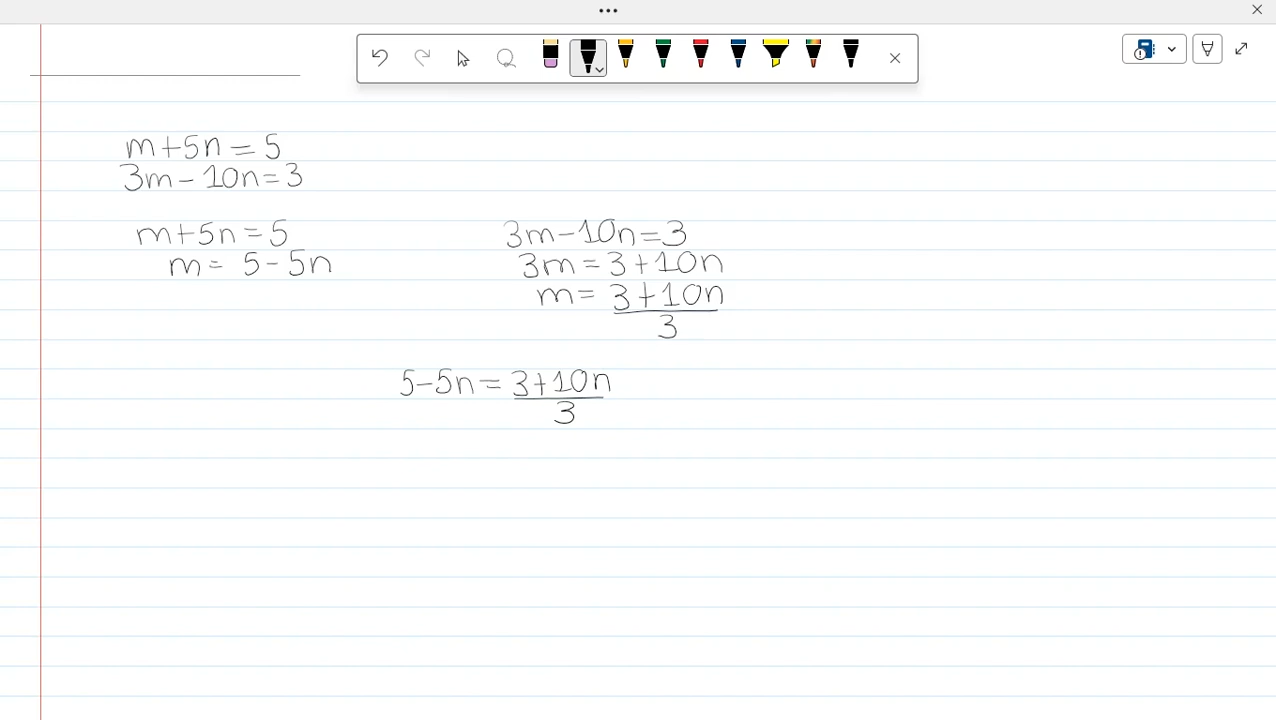 m+5n=5
3m-10n=3
m+5n=5
m= 5-5n
3m-10n=3
3m=3+10n
m= 3+10n
3
5-5n= 3+10n
3